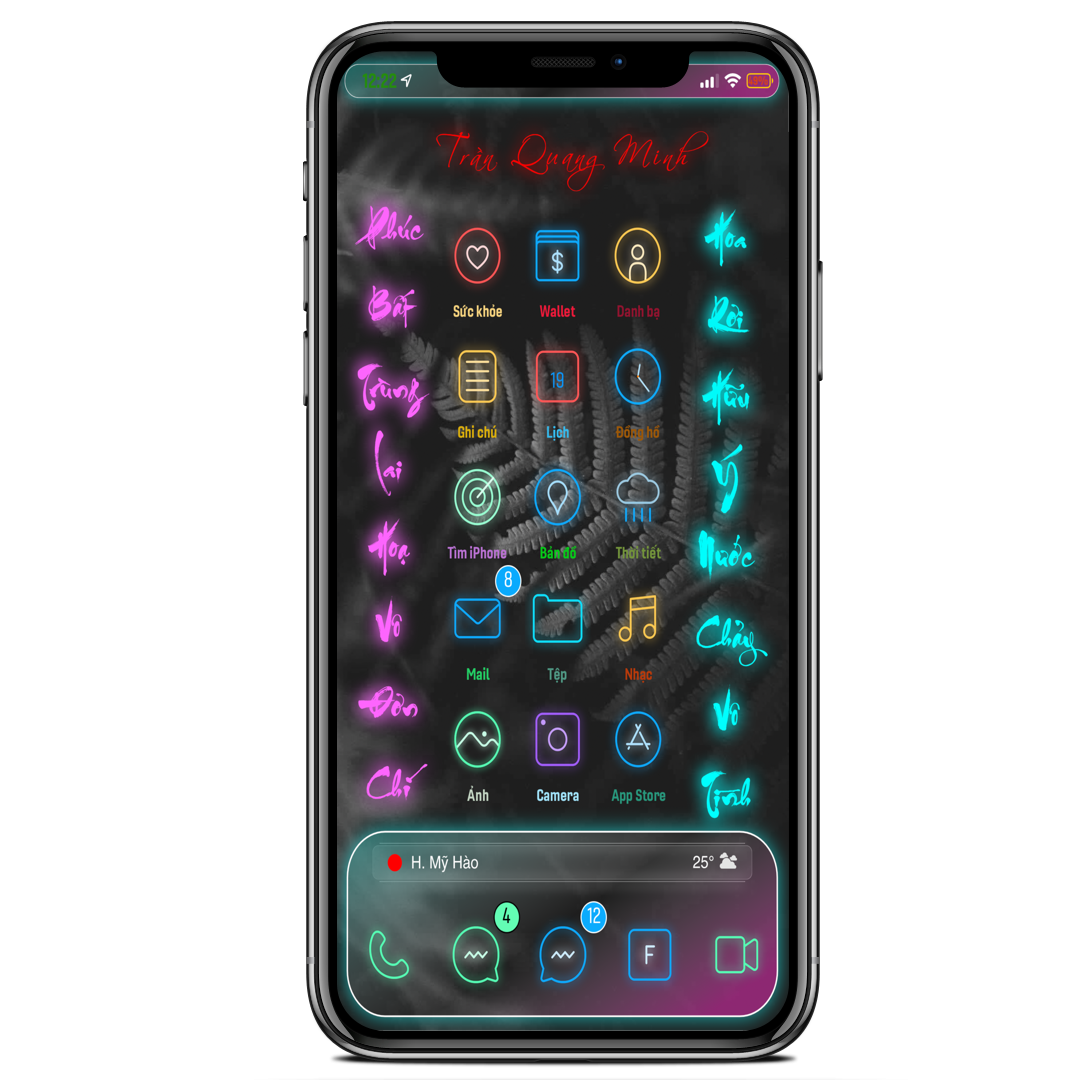 12:22
Trần Quang Minh
Phúc
Bất
Trùng
Lai
Hoạ
Vô
Đơn
Chí
Hoa
Rơi
Hữu
Ý
Nước
Chảy
Vô
Tình
$
Sức khỏe Wallet Danh bạ
19
Ghi chú Lịch Đồng hồ
Tìm iPhone Bản đồ Thời tiết
8
Mail Tệp Nhạc
Ảnh Camera App Store
H. Mỹ Hào 25°
4 12
F